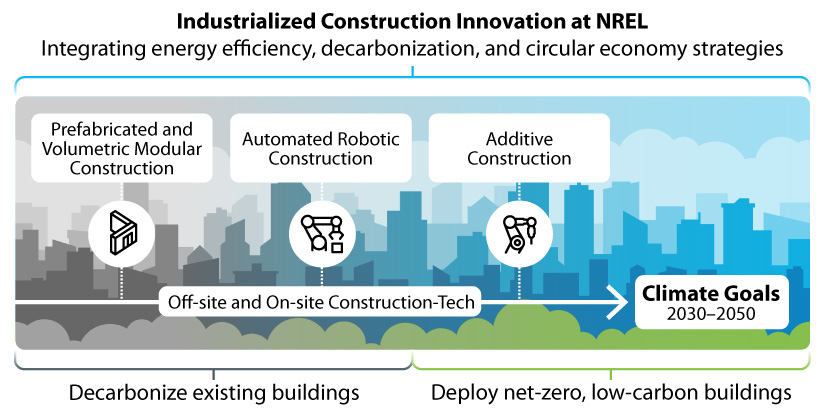 Industrialized Construction Innovation at NREL
Integrating energy efficiency, decarbonization, and circular economy strategies
Prefabricated and
Volumetric Modular
Construction
Automated Robotic
Construction
Additive
Construction
Off-site and On-site Construction-Tech
Climate Goals
2030–2050
Decarbonize existing buildings
Deploy net-zero, low-carbon buildings